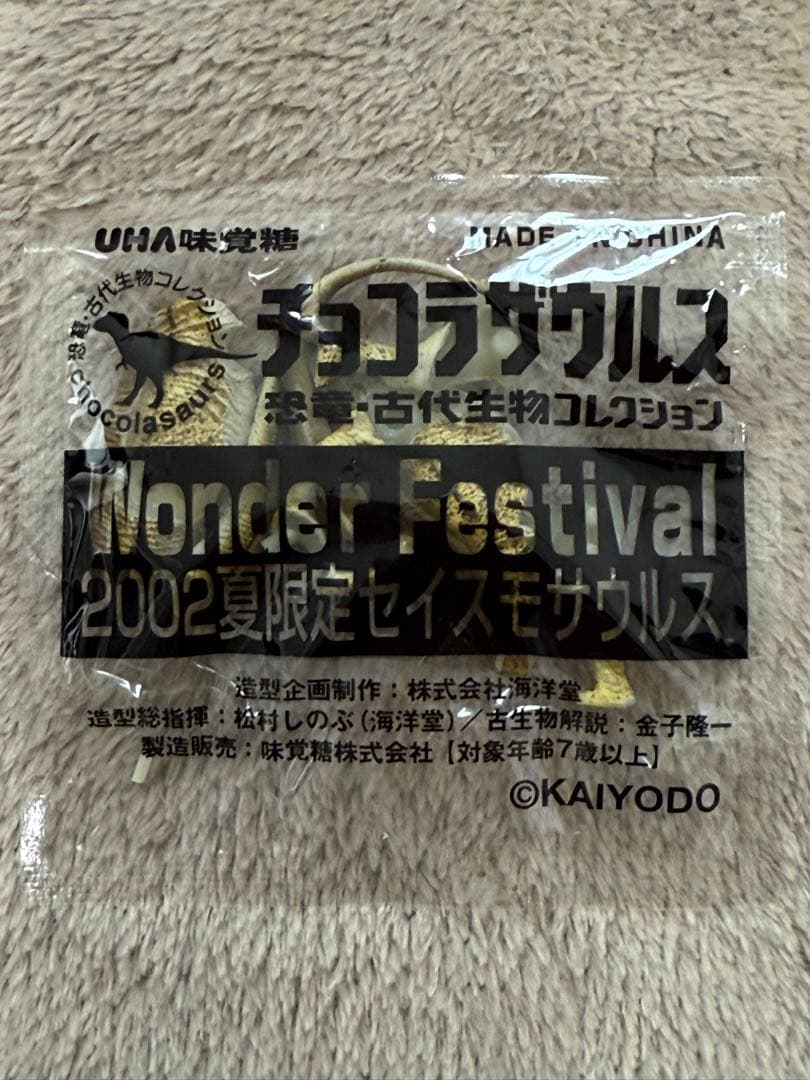 UHA味覚糖
MADE IN CHINA
恐竜・古代生物コレクション
chocolasaurs
チョコラザウルス
恐竜・古代生物コレクション
Wonder Festival
2002夏限定セイスモサウルス
造型企画制作：株式会社海洋堂
造型総指揮：松村しのぶ（海洋堂）／古生物解説：金子隆一
製造販売：味覚糖株式会社【対象年齢7歳以上】
©KAIYODO